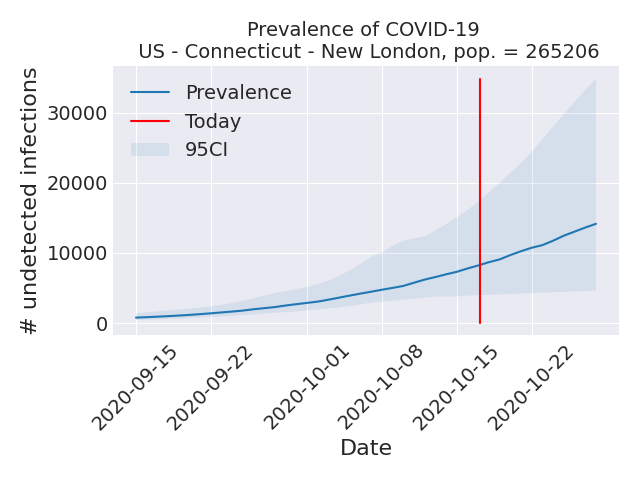 Prevalence of COVID-19
US - Connecticut - New London, pop. = 265206
# undetected infections
30000
20000
10000
0
Prevalence
Today
95CI
2020-09-15
2020-09-22
2020-10-01
2020-10-08
2020-10-15
2020-10-22
Date